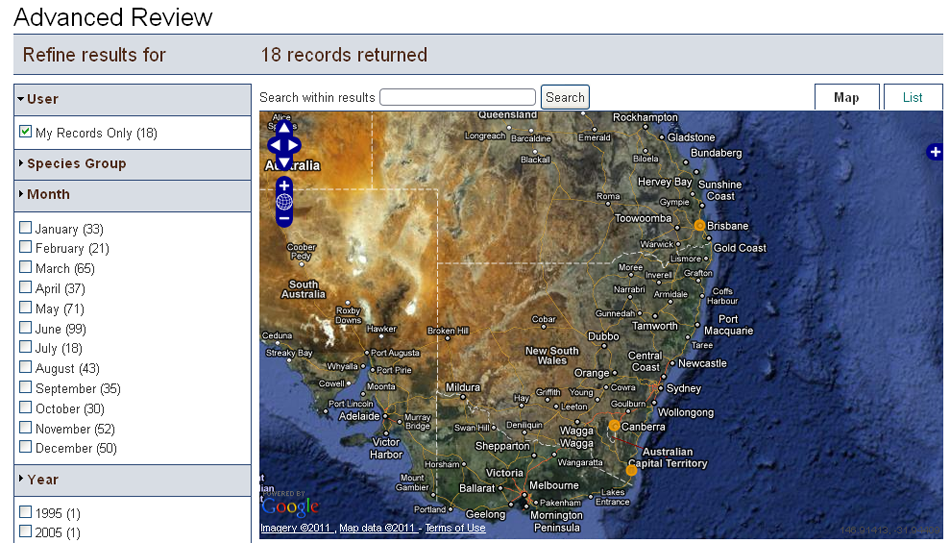 Advanced Review
Refine results for
18 records returned
User
My Records Only (18)
Species Group
Month
January (33)
February (21)
March (65)
April (37)
May (71)
June (99)
July (18)
August (43)
September (35)
October (30)
November (52)
December (50)
Year
1995 (1)
2005 (1)
Search within results
Search
Map
List
Alice
Queensland
Rockhampton
Longreach
Barcaldine
Emerald
Gladstone
Blackall
Biloela
Bundaberg
Hervey Bay
Sunshine
Coast
Roma
Gympie
Toowoomba
Brisbane
Warwick
Gold Coast
Coober
Pedy
Lismore
Moree
Inverell
Grafton
South
Australia
Narrabri
Armidale
Coffs
Harbour
Roxby
Downs
Gunnedah
Tamworth
Port
Macquarie
Ceduna
Hawker
Broken Hill
Cobar
Dubbo
Taree
Streaky Bay
Port Augusta
New South
Wales
Central
Coast
Newcastle
Whyalla
Port Pirie
Orange
Cowell
Moonta
Mildura
Griffith
Young
Cowra
Sydney
Port Lincoln
Hay
Leeton
Goulburn
Wollongong
Adelaide
Murray
Bridge
Swan Hill
Deniliquin
Wagga
Wagga
Canberra
Victor
Harbor
Shepparton
Australian
Capital Territory
Horsham
Wangaratta
Mount
Gambier
Victoria
Ballarat
Melbourne
Lakes
Entrance
Portland
Geelong
Pakenham
Mornington
Peninsula
POWERED BY
Google
Imagery ©2011 , Map data ©2011 - Terms of Use